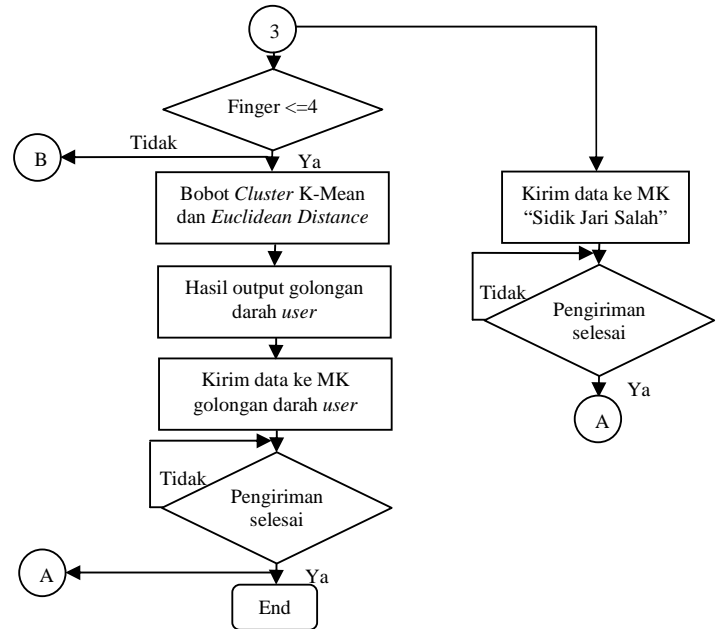 3
Finger <=4
Tidak
B
Ya
Bobot Cluster K-Mean
dan Euclidean Distance
Hasil output golongan
darah user
Kirim data ke MK
golongan darah user
Tidak
Pengiriman
selesai
A
Ya
End
Kirim data ke MK
“Sidik Jari Salah”
Tidak
Pengiriman
selesai
Ya
A